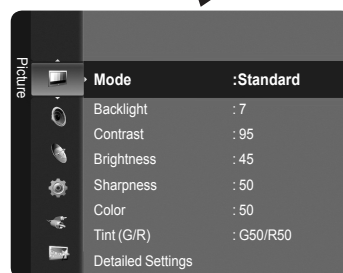 Picture
Mode :Standard
Backlight : 7
Contrast : 95
Brightness : 45
Sharpness : 50
Color : 50
Tint (G/R) : G50/R50
Detailed Settings